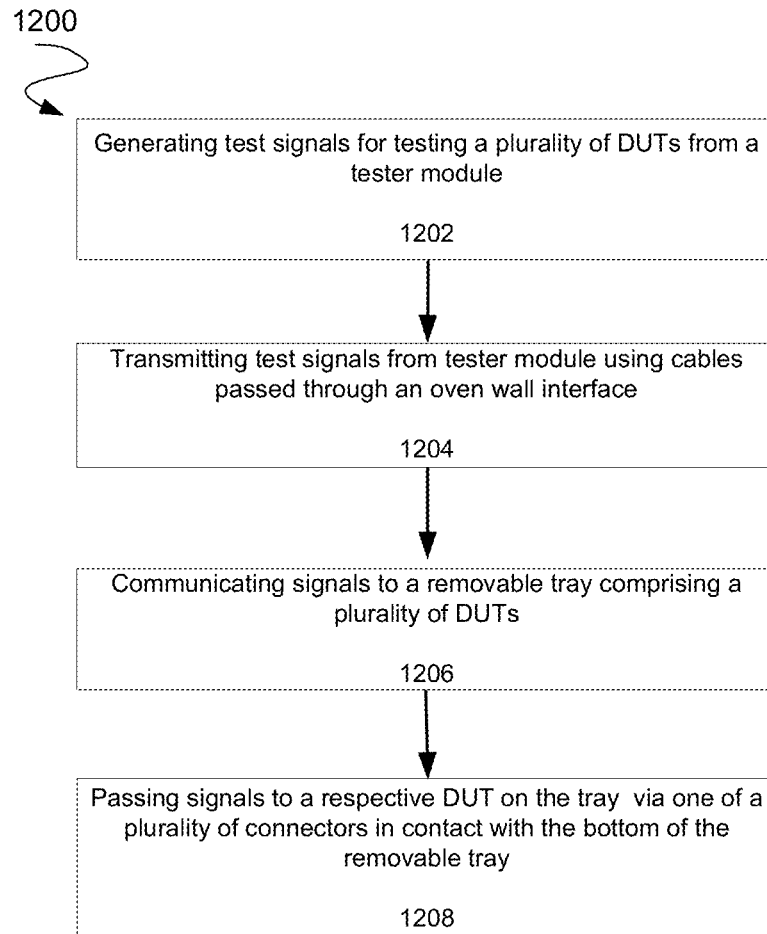 1200
Generating test signals for testing a plurality of DUTs from a
tester module
1202
Transmitting test signals from tester module using cables
passed through an oven wall interface
1204
Communicating signals to a removable tray comprising a
plurality of DUTs
1206
Passing signals to a respective DUT on the tray via one of a
plurality of connectors in contact with the bottom of the
removable tray
1208